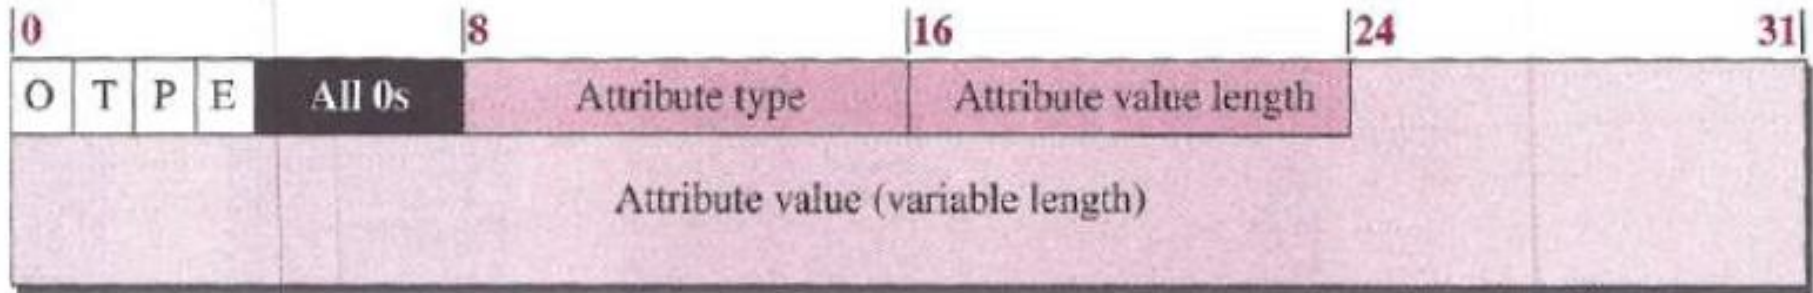 0 8 16 24 31
O T P E All 0s Attribute type Attribute value length
Attribute value (variable length)